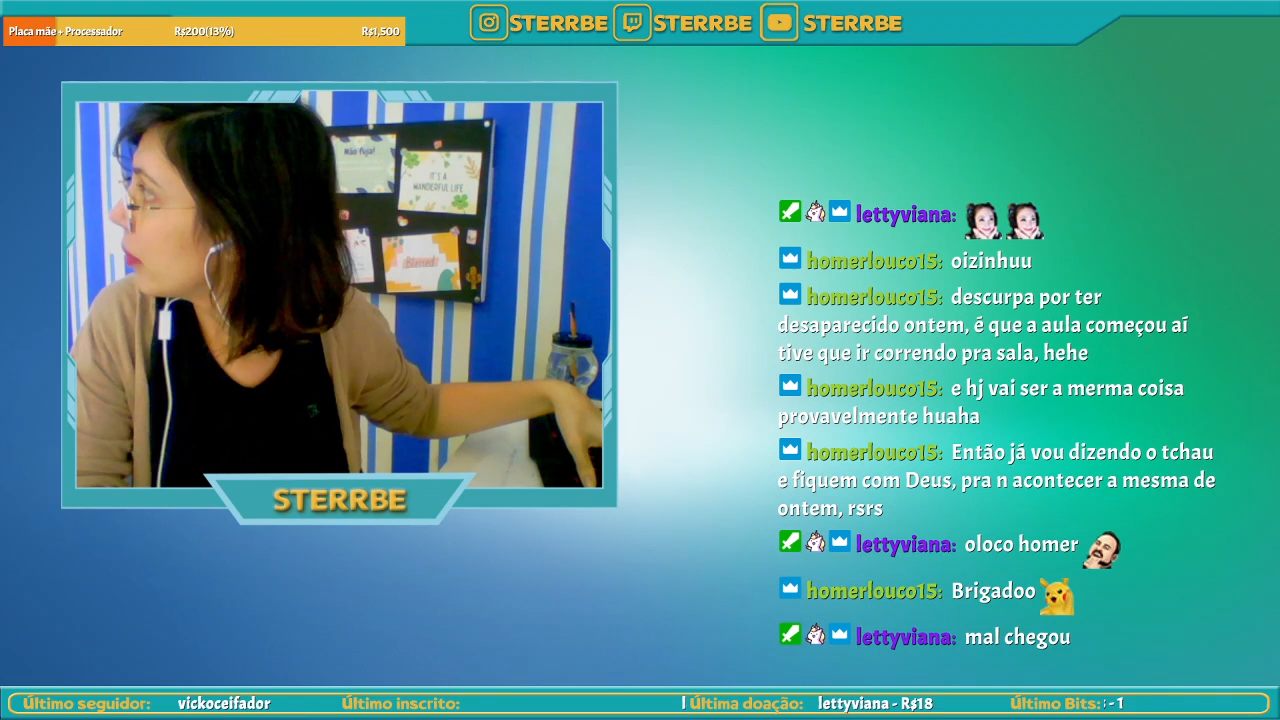 Placa mãe + Processador R$200(13%) R$1,500
STERRBE STERRBE STERRBE
Mãe Fuja!
IT'S A
WANDERFUL LIFE
Blessed
STERRBE
lettyviana:
homerlouco15: oizinhuu
homerlouco15: descurpa por ter
desaparecido ontem, é que a aula começou aí
tive que ir correndo pra sala, hehe
homerlouco15: e hj vai ser a merma coisa
provavelmente huaha
homerlouco15: Então já vou dizendo o tchau
e fiquem com Deus, pra n acontecer a mesma de
ontem, rsrs
lettyviana: oloco homer
homerlouco15: Brigadoo
lettyviana: mal chegou
Último seguidor: vickoceifador Último inscrito: Última doação: lettyviana - R$18 Último Bits: : - 1